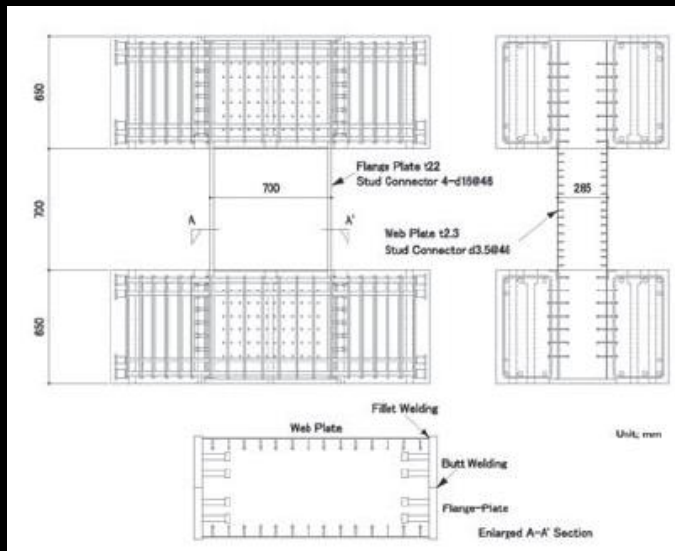 650
700
650
700
Flange Plate t22
Stud Connector 4-d16@46
A
A'
285
Web Plate t2.3
Stud Connector d3.5@46
Fillet Welding
Web Plate
Unit; mm
Butt Welding
Flange-Plate
Enlarged A-A' Section